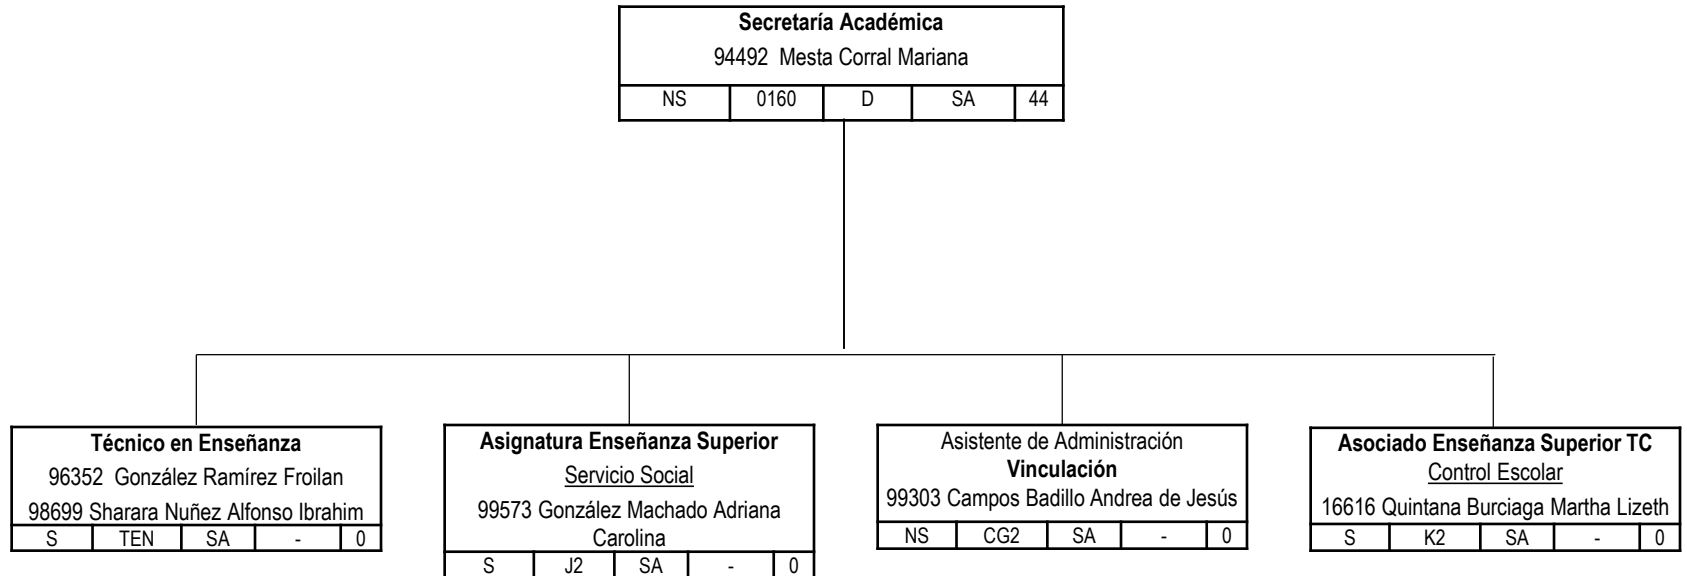 Secretaría Académica
94492 Mesta Corral Mariana
NS 0160 D SA 44
Técnico en Enseñanza
96352 González Ramírez Froilan
98699 Sharara Nuñez Alfonso Ibrahim
S TEN SA - 0
Asignatura Enseñanza Superior
Servicio Social
99573 González Machado Adriana
Carolina
S J2 SA - 0
Asistente de Administración
Vinculación
99303 Campos Badillo Andrea de Jesús
NS CG2 SA - 0
Asociado Enseñanza Superior TC
Control Escolar
16616 Quintana Burciaga Martha Lizeth
S K2 SA - 0